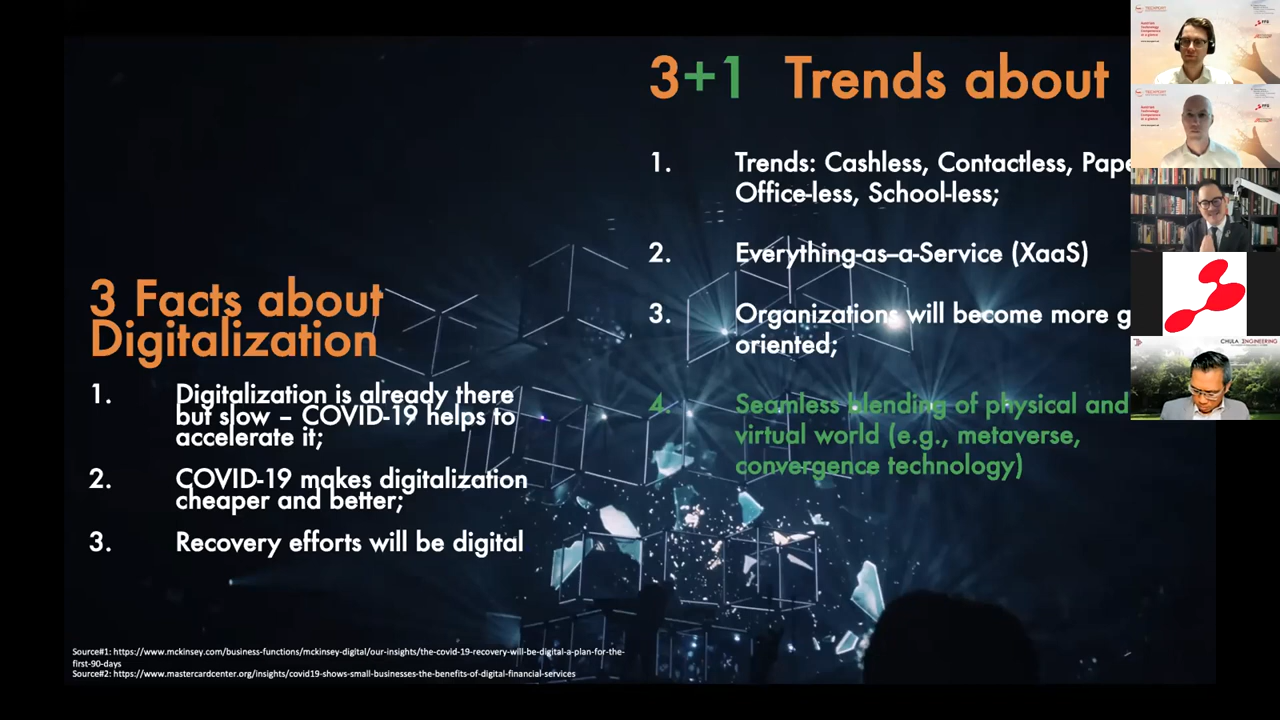 3+1 Trends about
1. Trends: Cashless, Contactless, Pape
Office-less, School-less;
2. Everything-as–a-Service (XaaS)
3. Organizations will become more g
oriented;
4. Seamless blending of physical and
virtual world (e.g., metaverse,
convergence technology)
3 Facts about
Digitalization
1. Digitalization is already there
but slow – COVID-19 helps to
accelerate it;
2. COVID-19 makes digitalization
cheaper and better;
3. Recovery efforts will be digital
Source#1: https://www.mckinsey.com/business-functions/mckinsey-digital/our-insights/the-covid-19-recovery-will-be-digital-a-plan-for-the-
first-90-days
Source#2: https://www.mastercardcenter.org/insights/covid19-shows-small-businesses-the-benefits-of-digital-financial-services
CHULA ENGINEERING